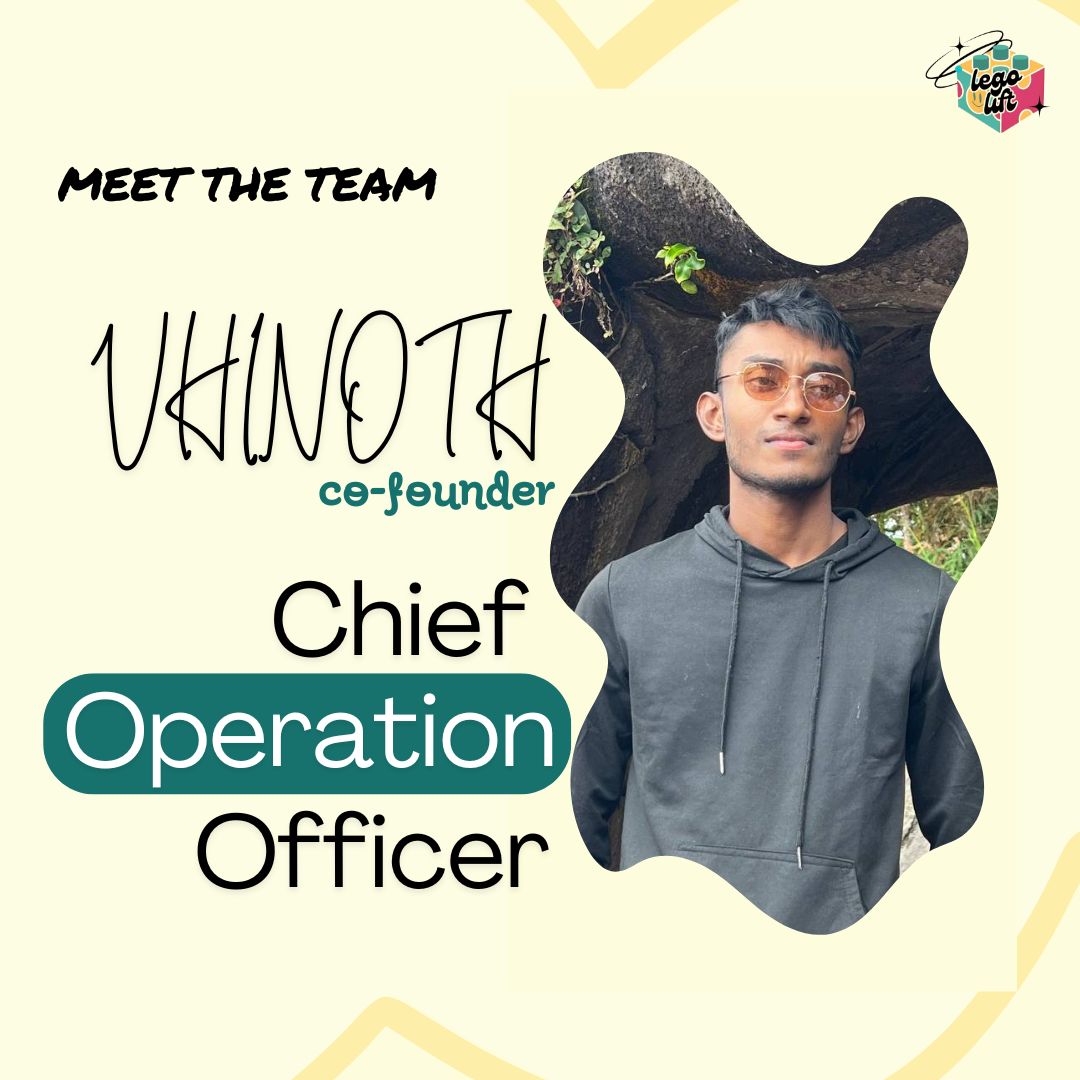 lego
lift
MEET THE TEAM
VHINOTH
co-founder
Chief
Operation
Officer